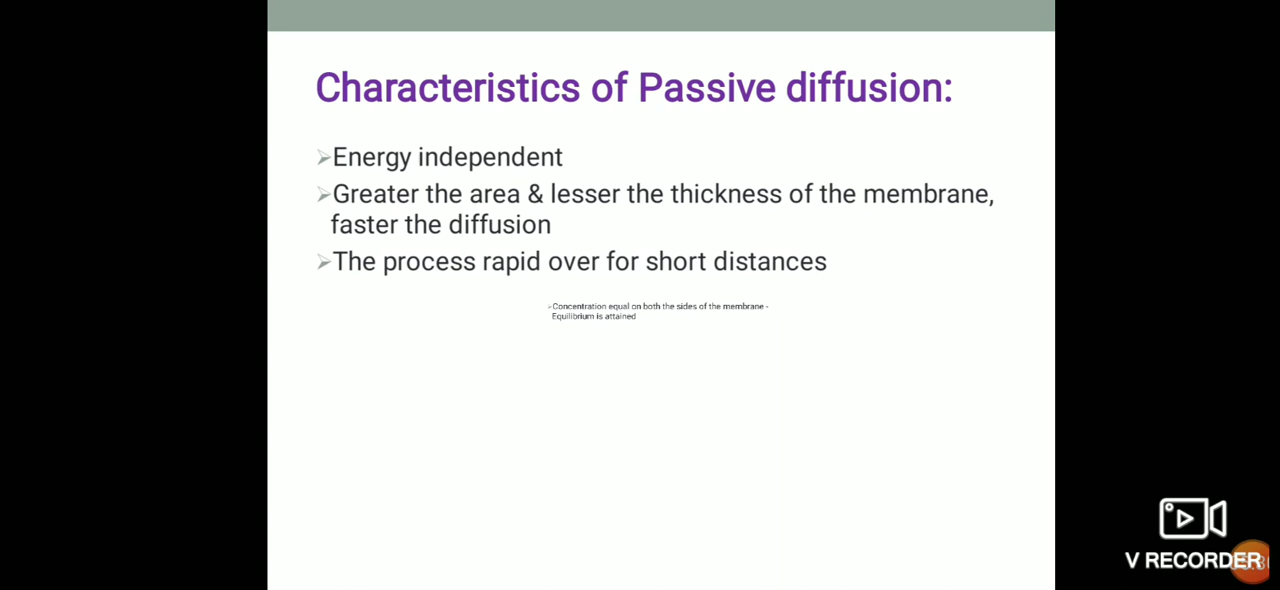 Characteristics of Passive diffusion:
Energy independent
Greater the area & lesser the thickness of the membrane,
faster the diffusion
The process rapid over for short distances
Concentration equal on both the sides of the membrane -
Equilibrium is attained
V RECORDER